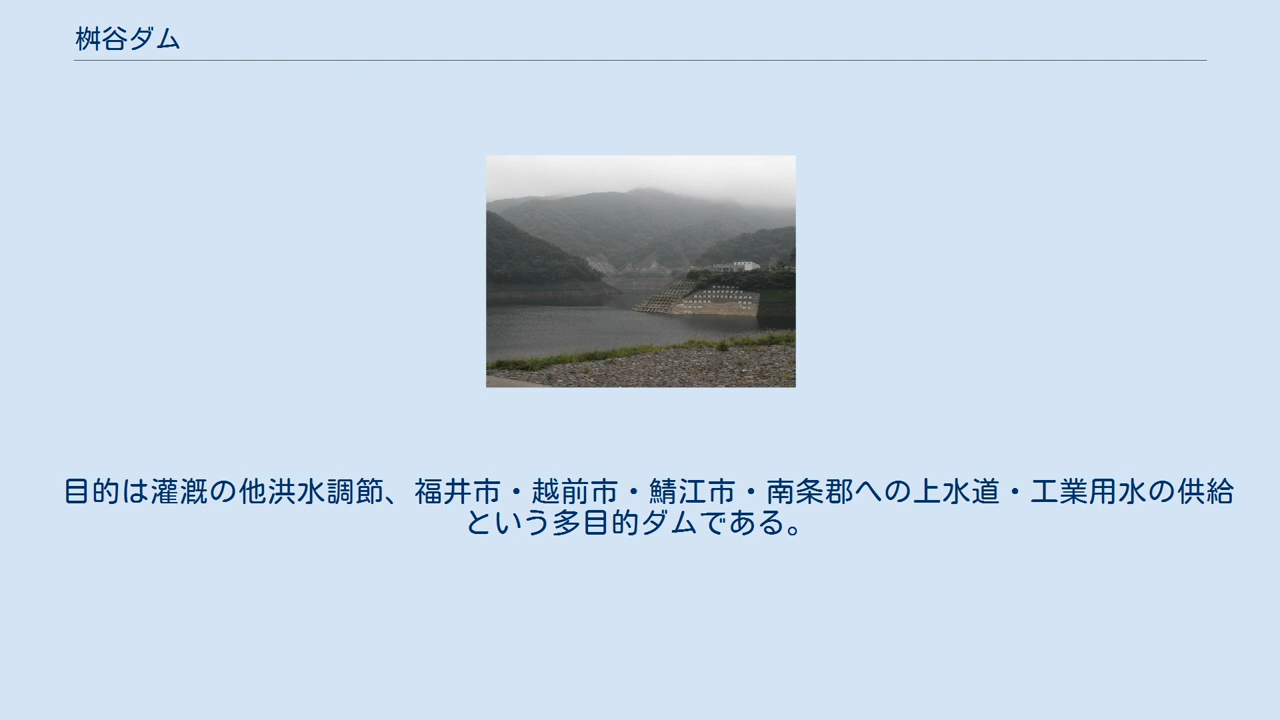 桝谷ダム
目的は灌漑の他洪水調節、福井市・越前市・鯖江市・南条郡への上水道・工業用水の供給
という多目的ダムである。